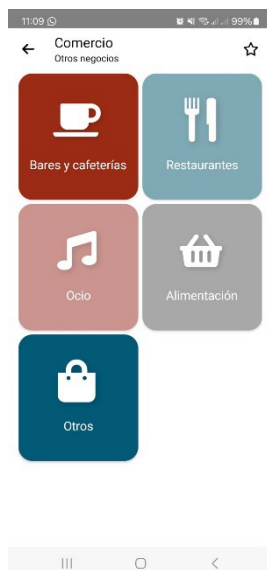 11:09 99%
Comercio
Otros negocios
Bares y cafeterías
Restaurantes
Ocio
Alimentación
Otros